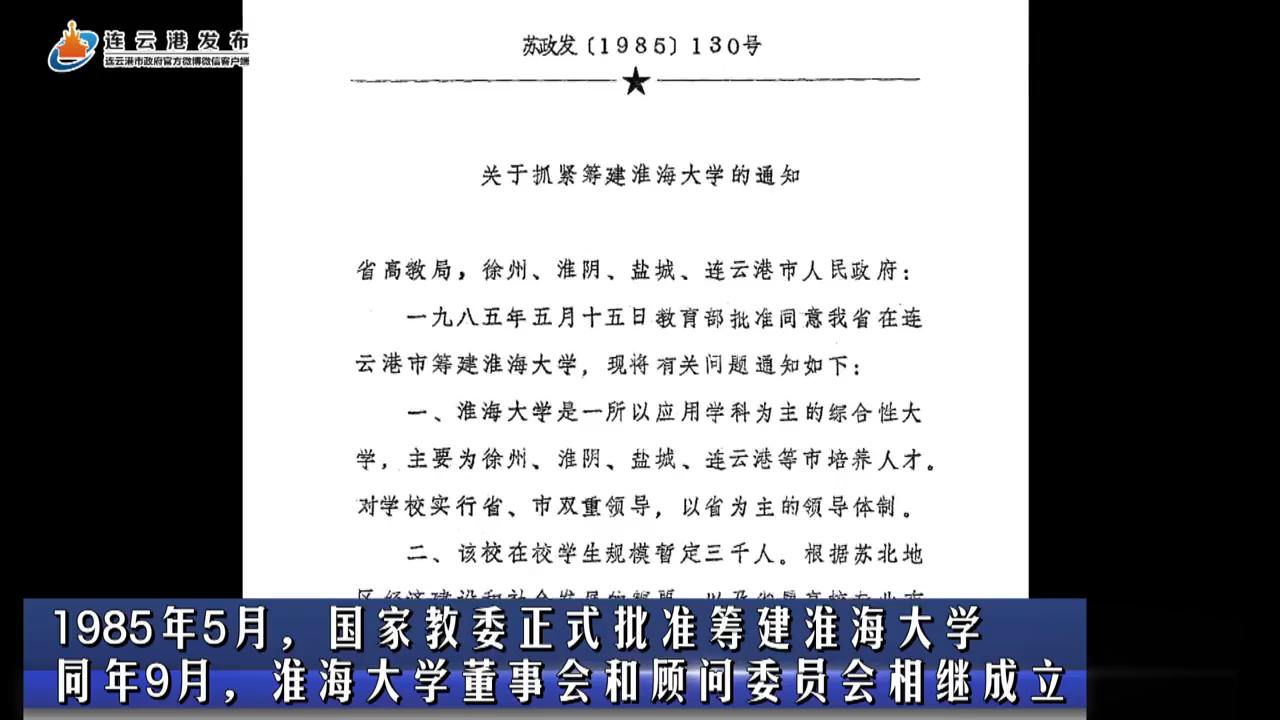 连云港发布
连云港市政府官方微博微信客户端
苏政发〔1985〕130号
关于抓紧筹建淮海大学的通知
省高教局，徐州、淮阴、盐城、连云港市人民政府：
一九八五年五月十五日教育部批准同意我省在连
云港市筹建淮海大学，现将有关问题通知如下：
一、淮海大学是一所以应用学科为主的综合性大
学，主要为徐州、淮阴、盐城、连云港等市培养人才。
对学校实行省、市双重领导，以省为主的领导体制。
二、该校在校学生规模暂定三千人。根据苏北地
1985年5月，国家教委正式批准筹建淮海大学
同年9月，淮海大学董事会和顾问委员会相继成立